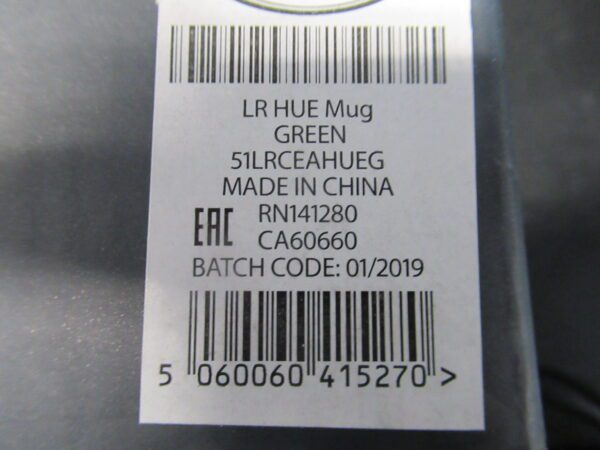 LR HUE Mug
GREEN
51LRCEAHUEG
MADE IN CHINA
RN141280
EAC CA60660
BATCH CODE: 01/2019
5 060060 415270 >